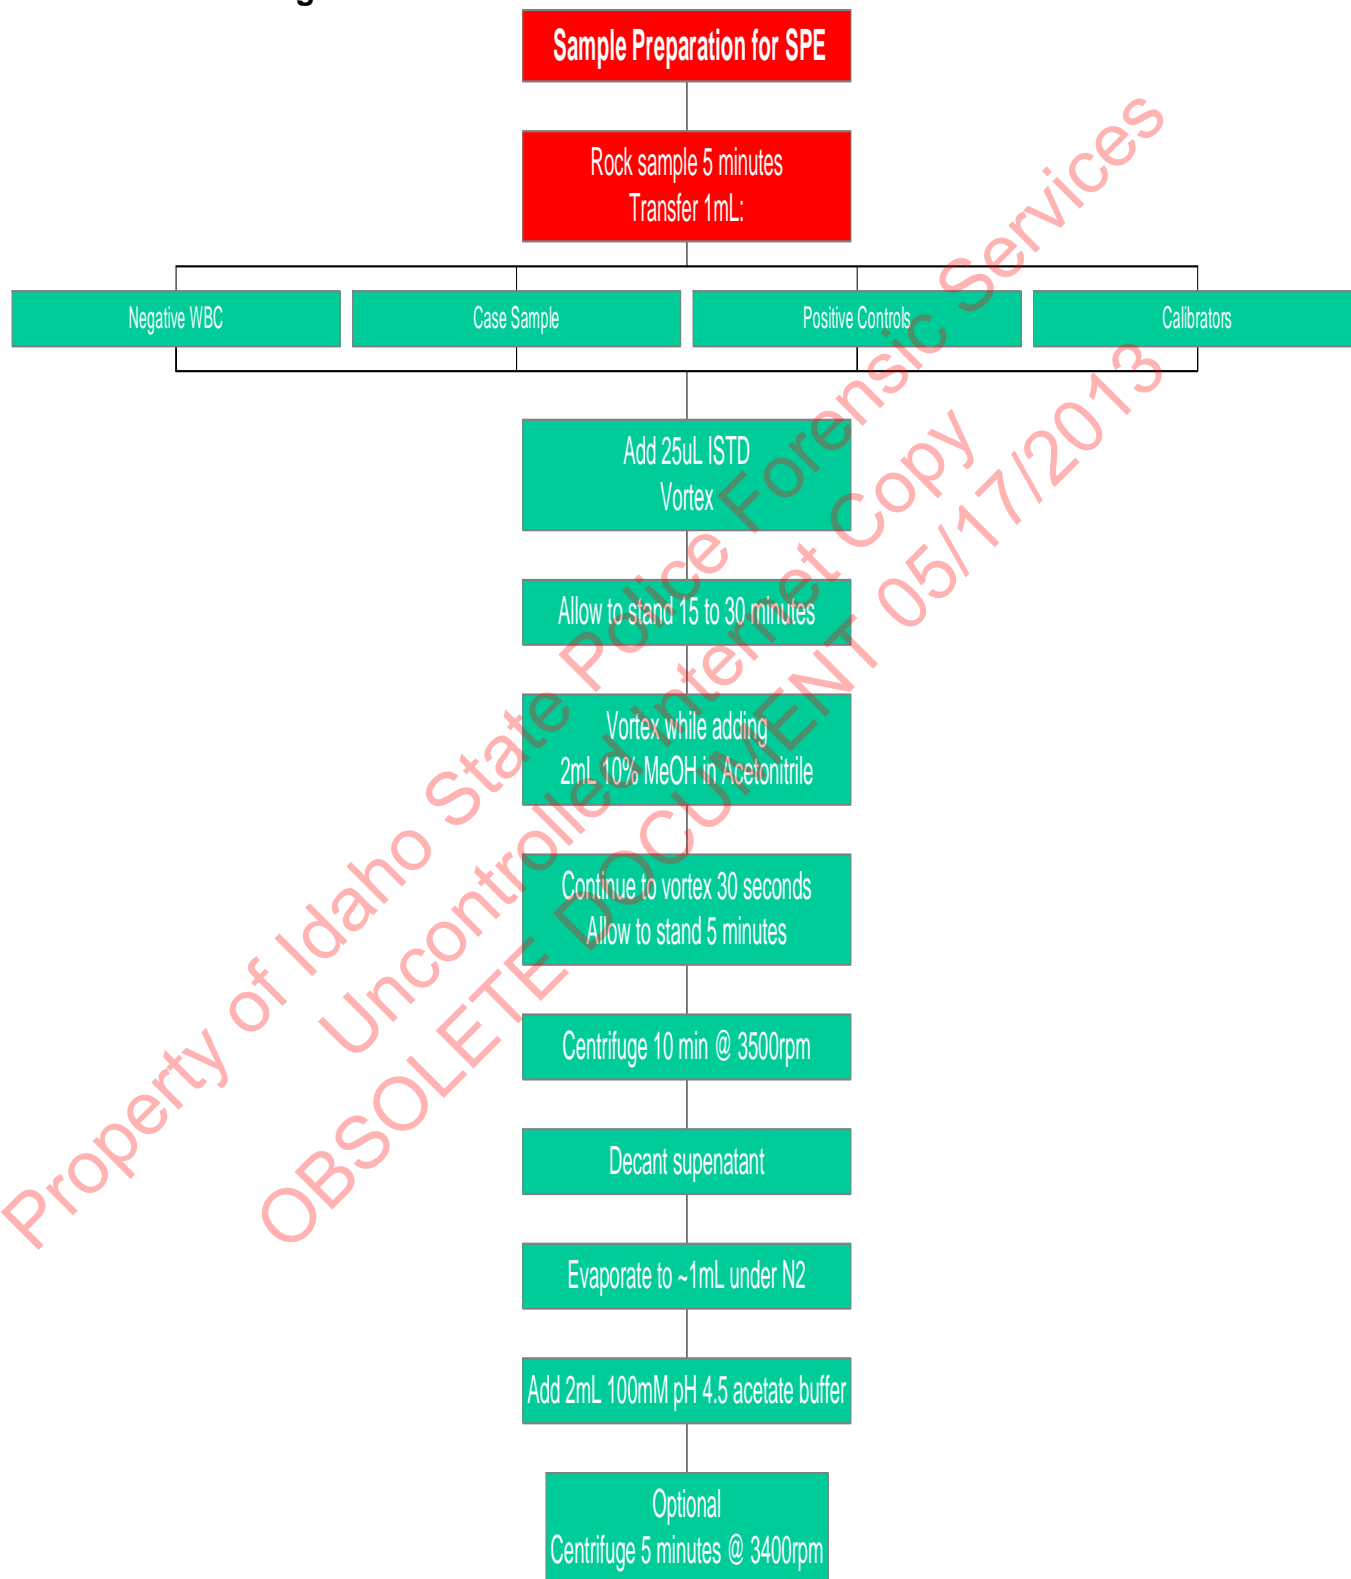 Sample Preparation for SPE
Rock sample 5 minutes
Transfer 1mL:
Negative WBC
Case Sample
Positive Controls
Calibrators
Add 25uL ISTD
Vortex
Allow to stand 15 to 30 minutes
Vortex while adding
2mL 10% MeOH in Acetonitrile
Continue to vortex 30 seconds
Allow to stand 5 minutes
Centrifuge 10 min @ 3500rpm
Decant supenatant
Evaporate to ~1mL under N2
Add 2mL 100mM pH 4.5 acetate buffer
Optional
Centrifuge 5 minutes @ 3400rpm
Property of Idaho State Police Forensic Services
Uncontrolled Internet Copy
OBSOLETE DOCUMENT 05/17/2013